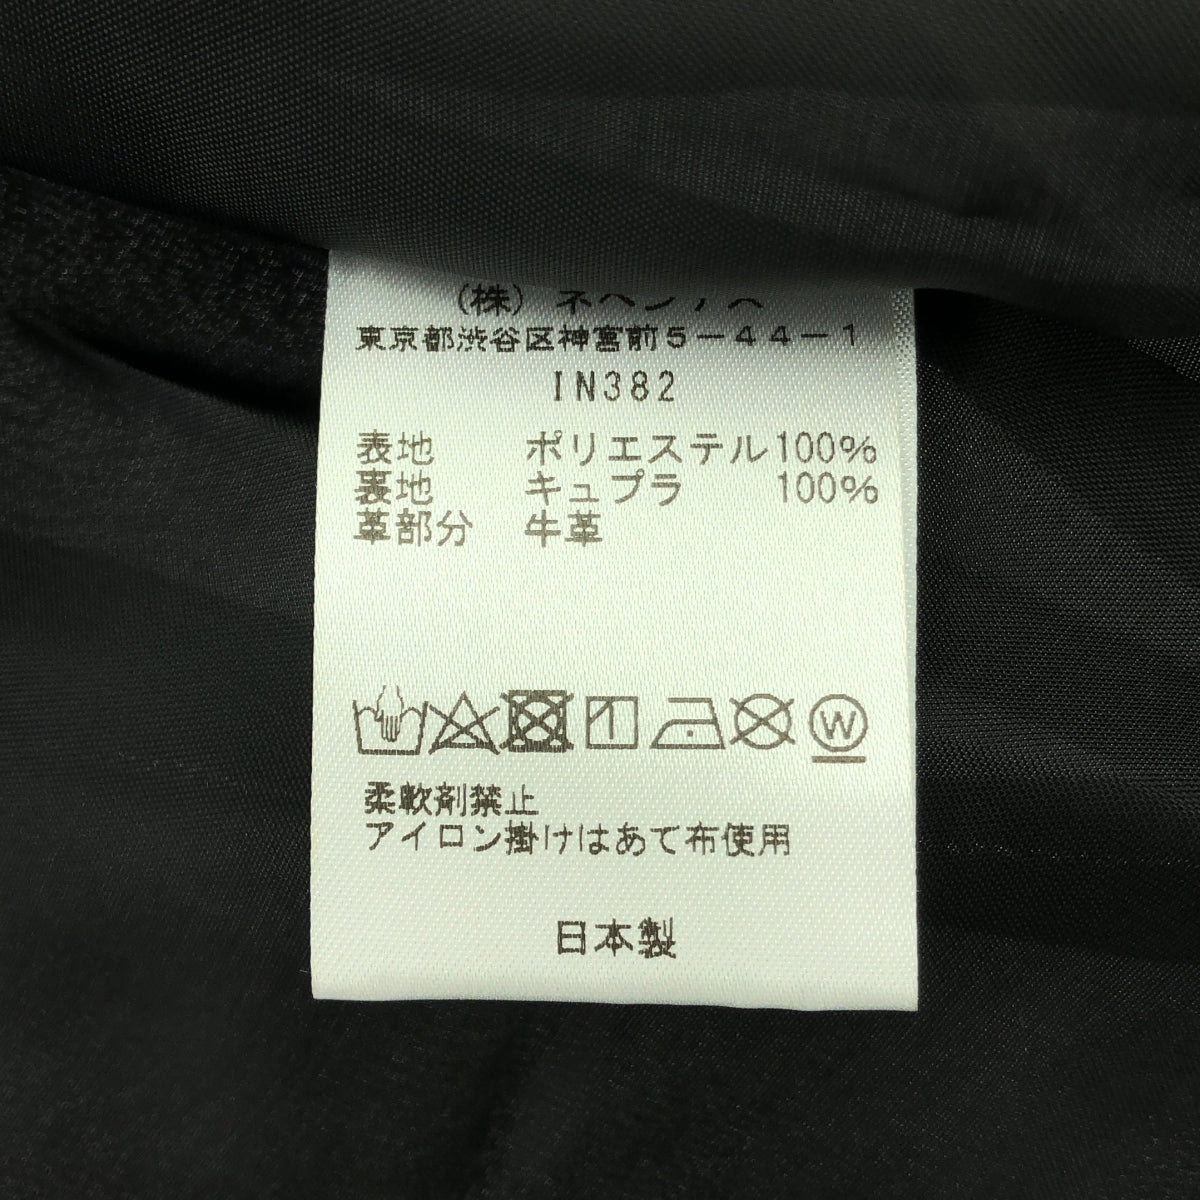 (株) ネペンテス
東京都渋谷区神宮前5-44-1
IN382
表地 ポリエステル100%
裏地 キュプラ 100%
革部分 牛革
W
柔軟剤禁止
アイロン掛けはあて布使用
日本製